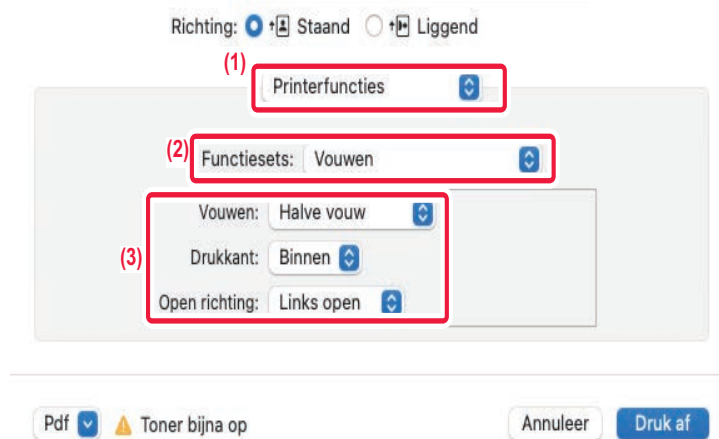 Richting: Staand Liggend
(1)
Printerfuncties
(2) Functiesets: Vouwen
Vouwen: Halve vouw
(3) Drukkant: Binnen
Open richting: Links open
Pdf Toner bijna op Annuleer Druk af